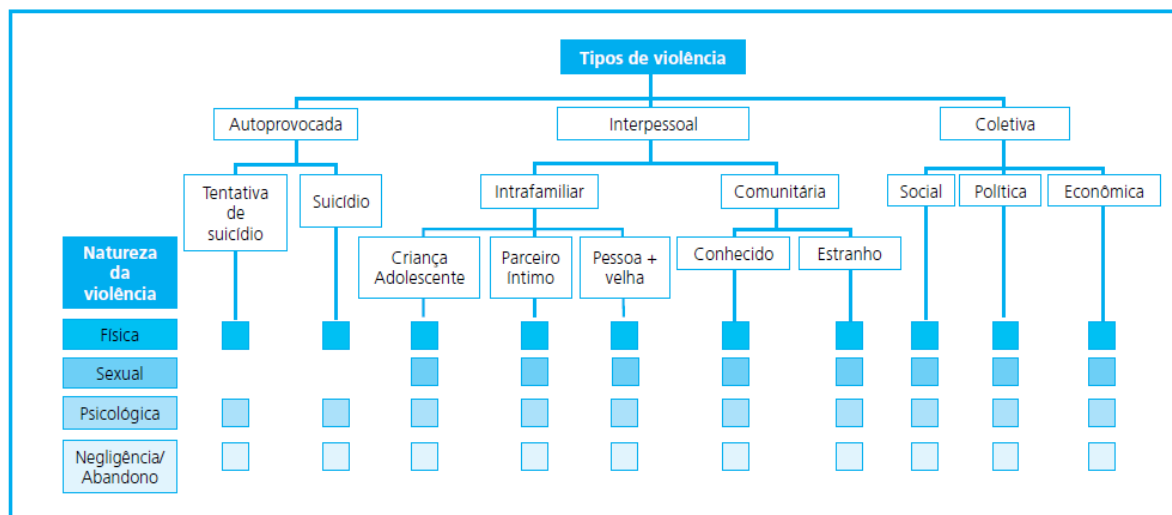 Tipos de violência
Autoprovocada
Interpessoal
Coletiva
Tentativa
de
suicídio
Suicídio
Intrafamiliar
Comunitária
Social
Política
Econômica
Natureza
da
violência
Criança
Adolescente
Parceiro
íntimo
Pessoa +
velha
Conhecido
Estranho
Física
Sexual
Psicológica
Negligência/
Abandono